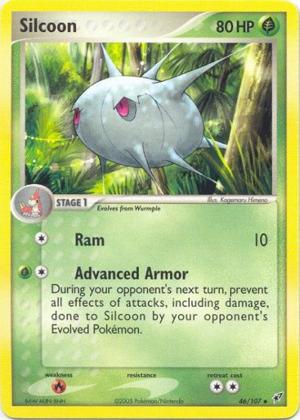 Silcoon 80 HP
Illus. Kagemaru Himeno
STAGE 1
Evolves from Wurmple
Ram 10
Advanced Armor
During your opponent's next turn, prevent
all effects of attacks, including damage,
done to Silcoon by your opponent's
Evolved Pokémon.
weakness resistance retreat cost
©2005 Pokémon/Nintendo 46/107